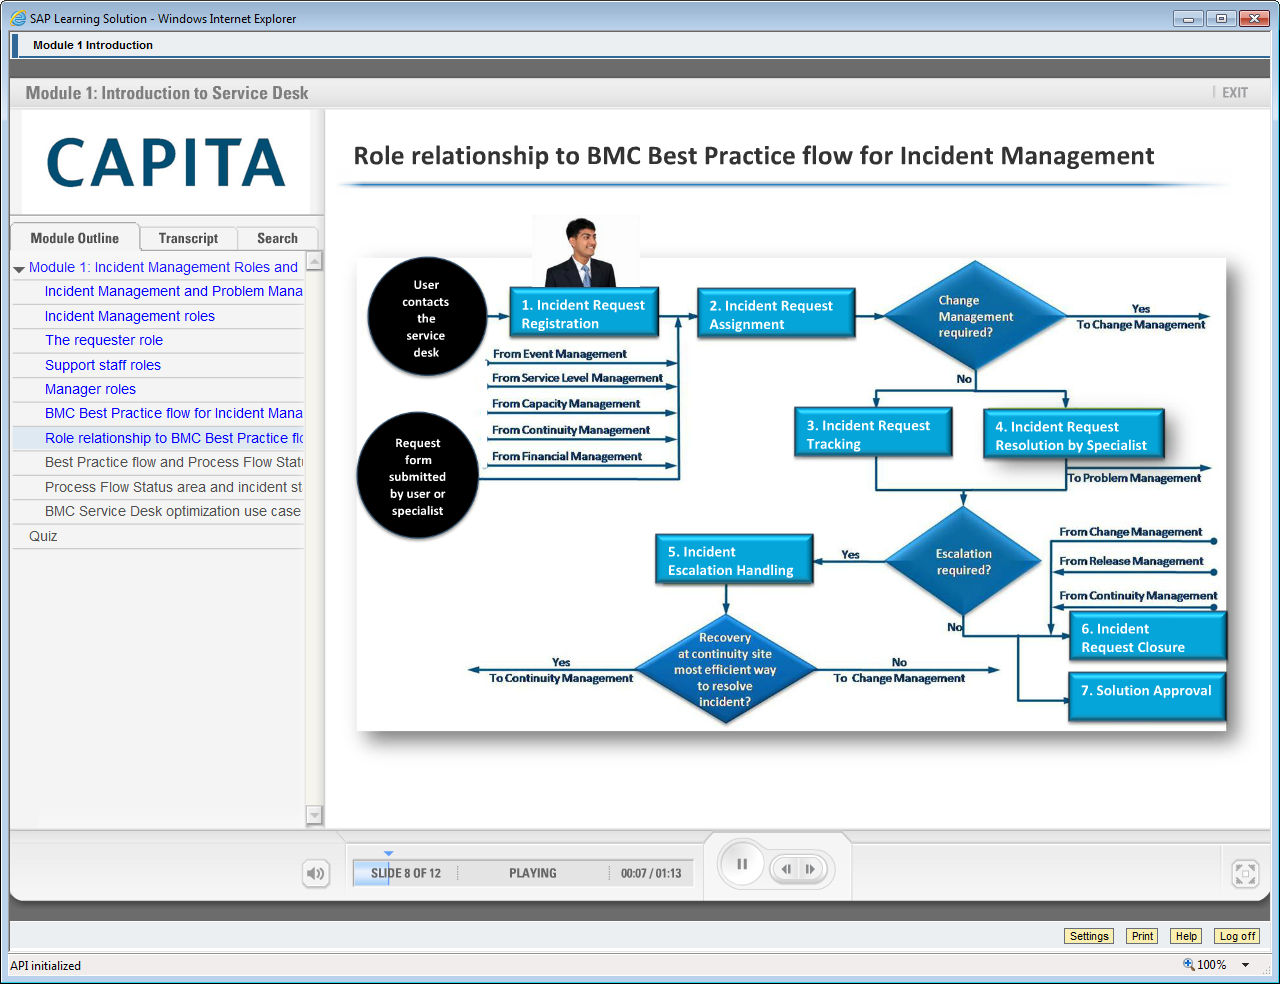 SAP Learning Solution - Windows Internet Explorer
Module 1 Introduction
Module 1: Introduction to Service Desk
EXIT
CAPITA
Module Outline
Transcript
Search
Module 1: Incident Management Roles and
Incident Management and Problem Mana
Incident Management roles
The requester role
Support staff roles
Manager roles
BMC Best Practice flow for Incident Mana
Role relationship to BMC Best Practice flo
Best Practice flow and Process Flow Statu
Process Flow Status area and incident st
BMC Service Desk optimization use case
Quiz
Role relationship to BMC Best Practice flow for Incident Management
User
contacts
the
service
desk
1. Incident Request
Registration
2. Incident Request
Assignment
Change
Management
required?
Yes
To Change Management
From Event Management
From Service Level Management
From Capacity Management
From Continuity Management
From Financial Management
Request
form
submitted
by user or
specialist
No
3. Incident Request
Tracking
4. Incident Request
Resolution by Specialist
To Problem Management
Escalation
required?
Yes
5. Incident
Escalation Handling
From Change Management
From Release Management
From Continuity Management
No
6. Incident
Request Closure
7. Solution Approval
Recovery
at continuity site
most efficient way
to resolve
incident?
Yes
To Continuity Management
No
To Change Management
SLIDE 8 OF 12
PLAYING
00:07 / 01:13
Settings
Print
Help
Log off
API initialized
100%